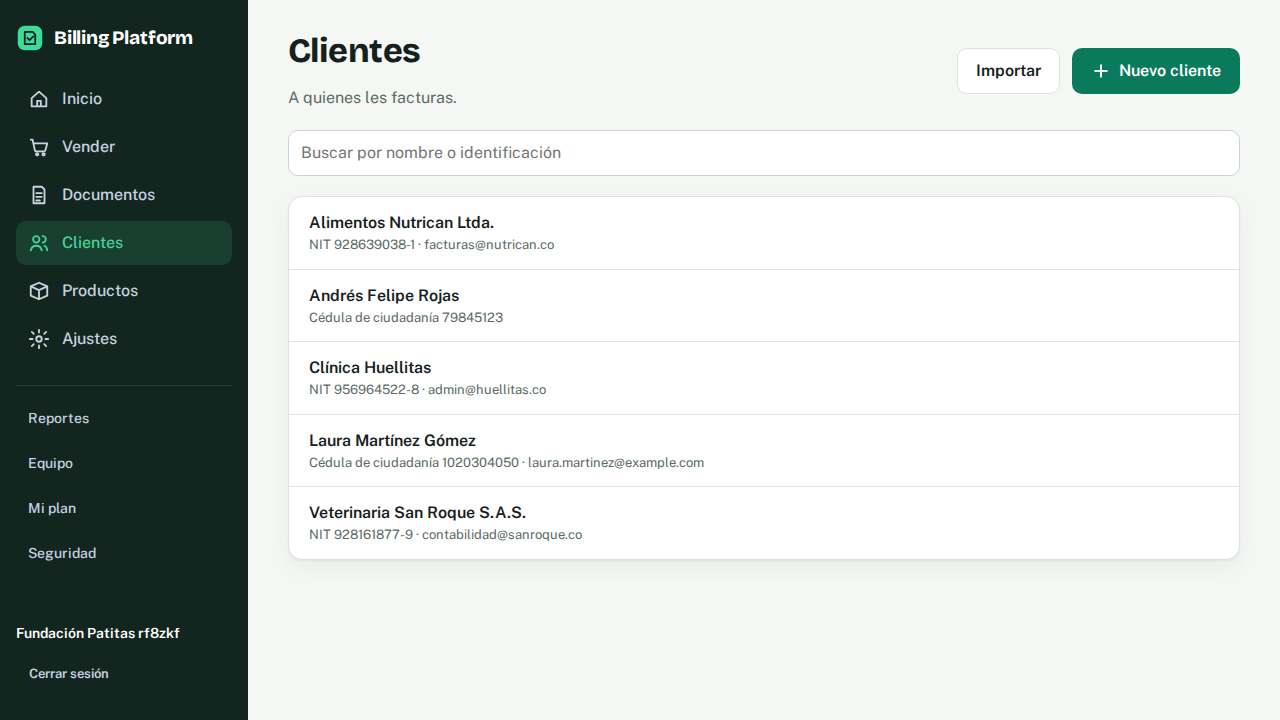 Billing Platform
Inicio
Vender
Documentos
Clientes
Productos
Ajustes
Reportes
Equipo
Mi plan
Seguridad
Fundación Patitas rf8zkf
Cerrar sesión
Clientes
A quienes les facturas.
Importar
Nuevo cliente
Buscar por nombre o identificación
Alimentos Nutrican Ltda.
NIT 928639038-1 · facturas@nutrican.co
Andrés Felipe Rojas
Cédula de ciudadanía 79845123
Clínica Huellitas
NIT 956964522-8 · admin@huellitas.co
Laura Martínez Gómez
Cédula de ciudadanía 1020304050 · laura.martinez@example.com
Veterinaria San Roque S.A.S.
NIT 928161877-9 · contabilidad@sanroque.co